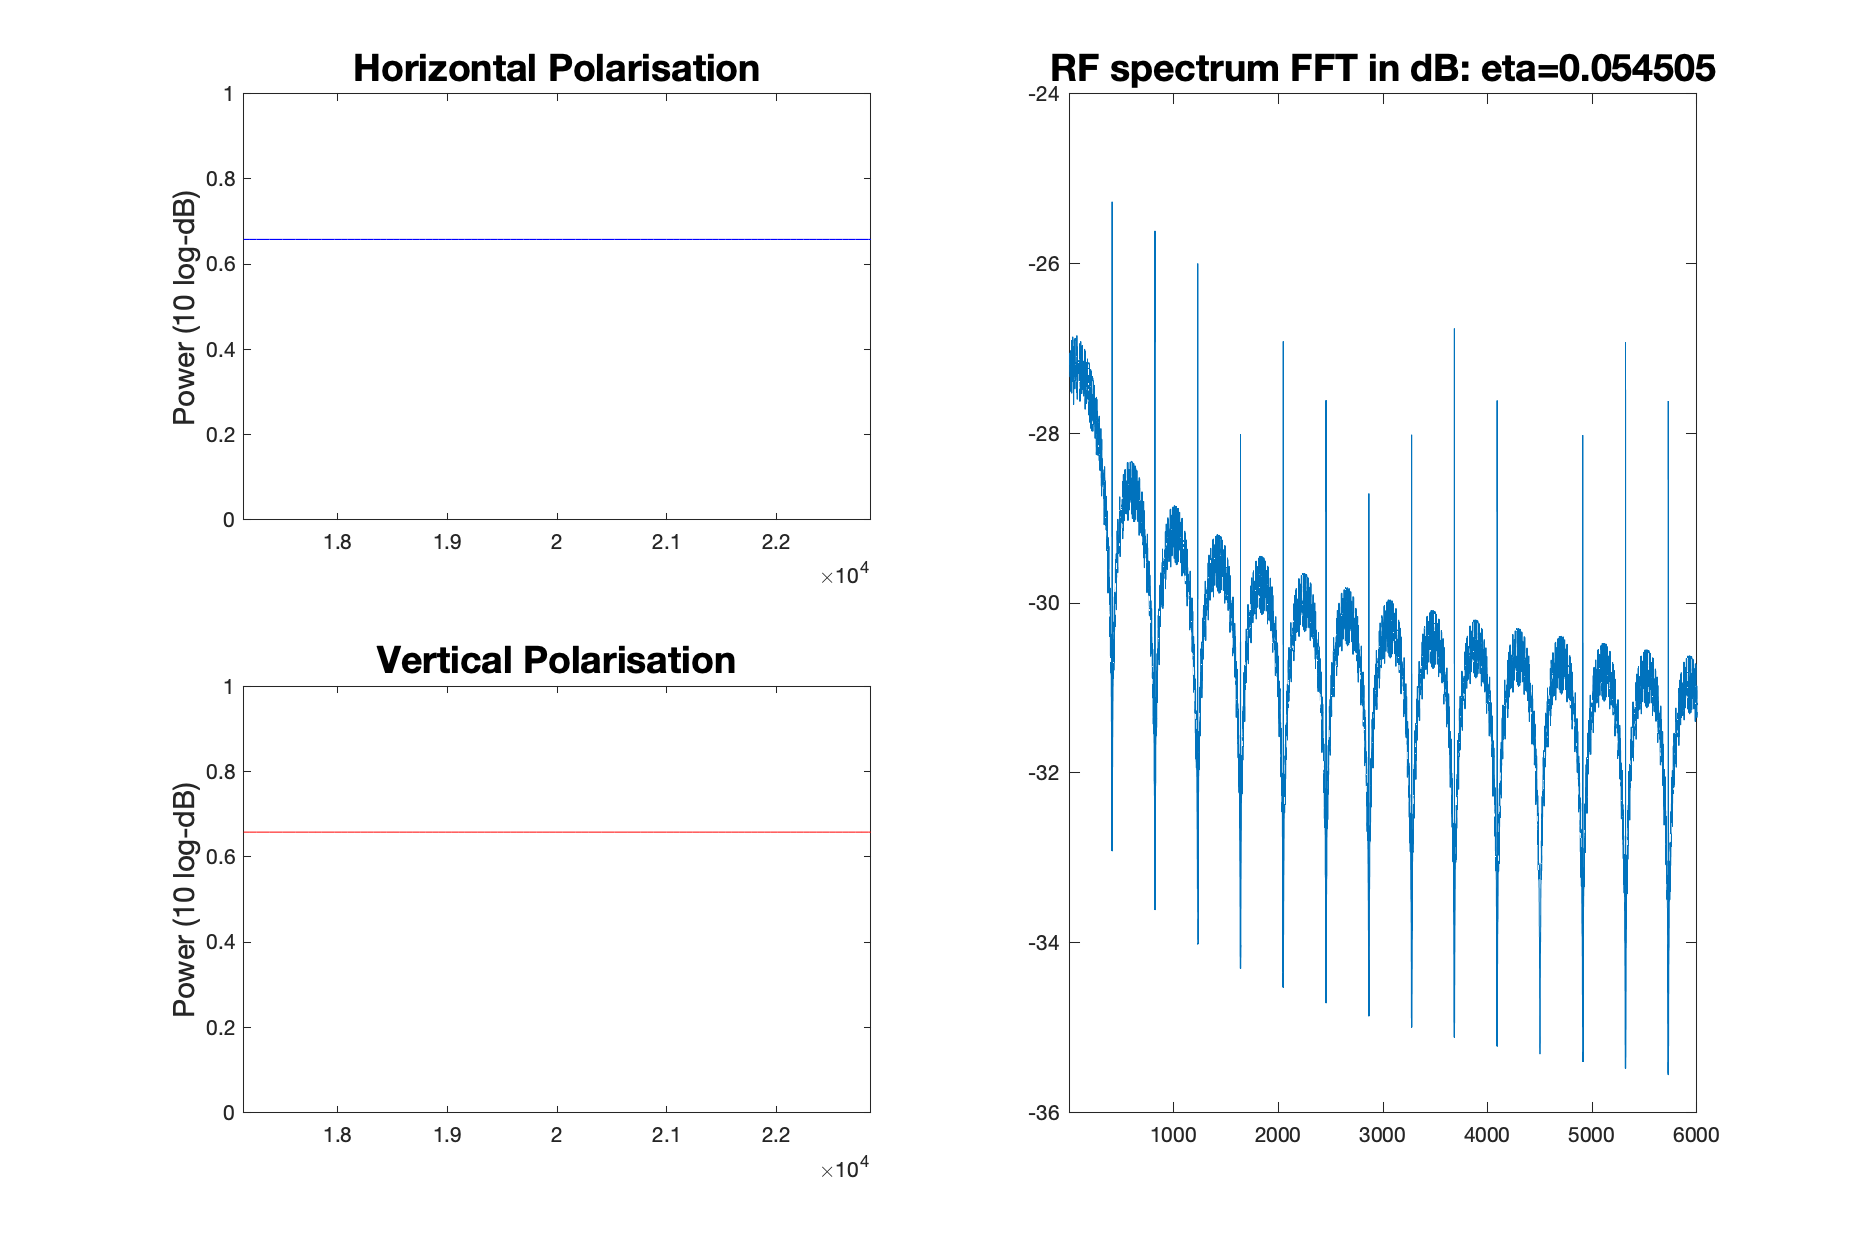 Horizontal Polarisation
Power (10 log-dB)
1
0.8
0.6
0.4
0.2
0
1.8 1.9 2 2.1 2.2
×10^4
Vertical Polarisation
Power (10 log-dB)
1
0.8
0.6
0.4
0.2
0
1.8 1.9 2 2.1 2.2
×10^4
RF spectrum FFT in dB: eta=0.054505
-24
-26
-28
-30
-32
-34
-36
1000 2000 3000 4000 5000 6000